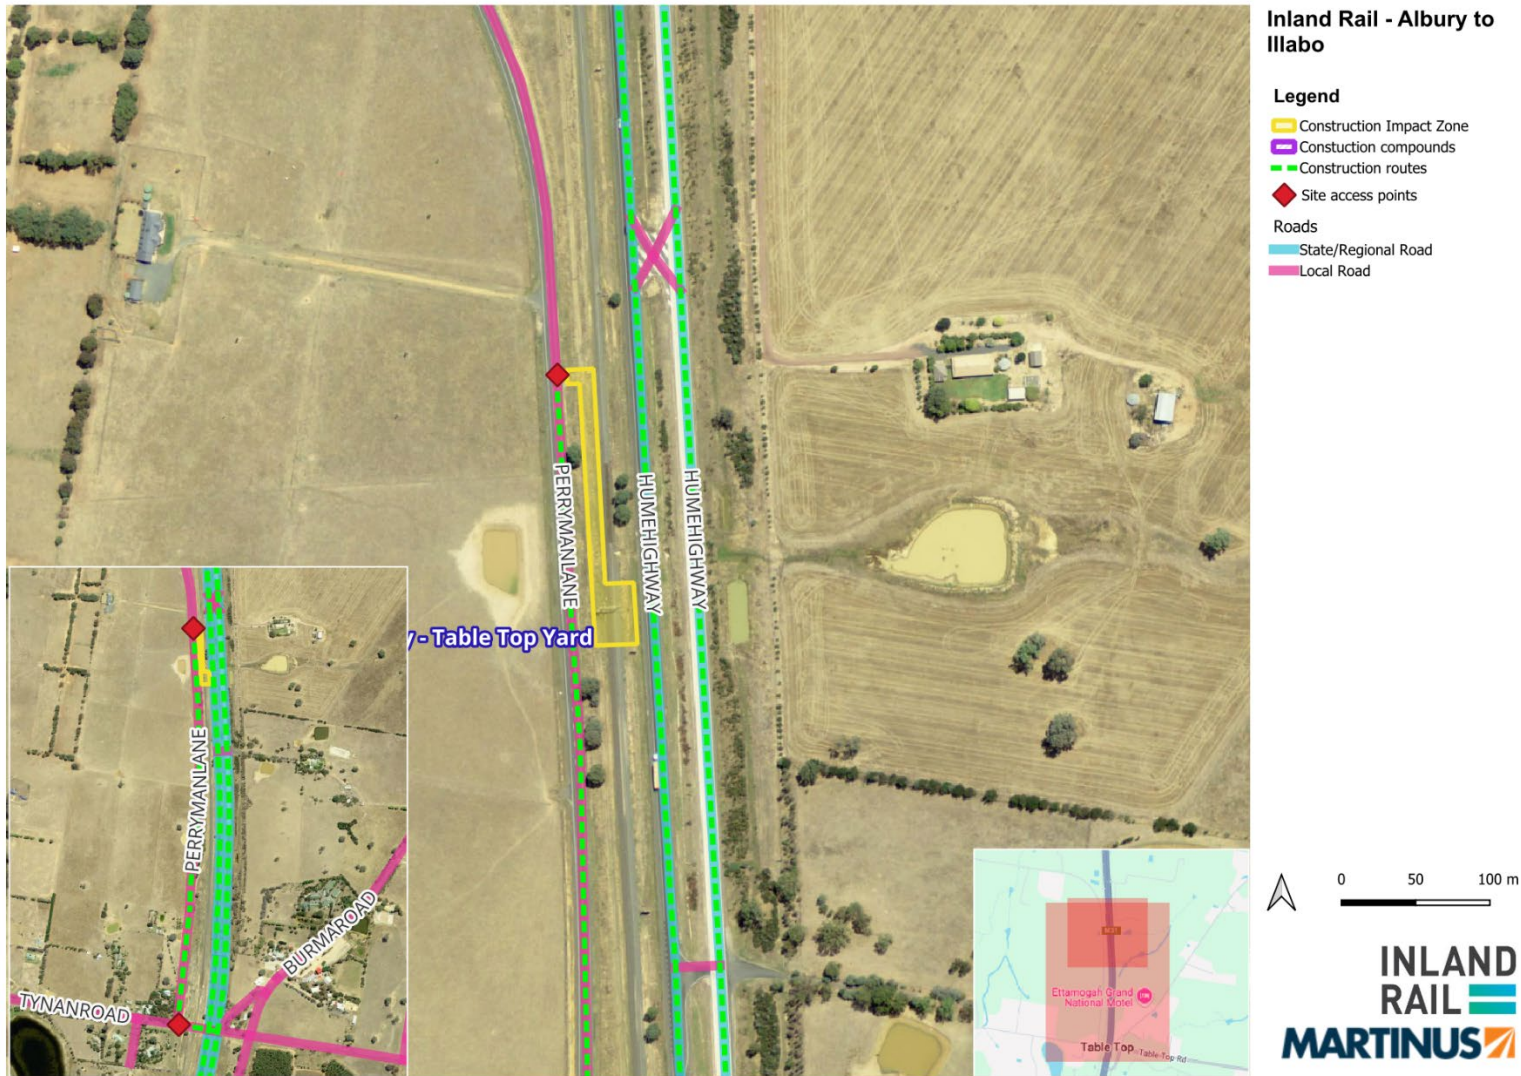 Inland Rail - Albury to
Illabo
Legend
Construction Impact Zone
Constuction compounds
Construction routes
Site access points
Roads
State/Regional Road
Local Road
PERRYMANLANE
HUMEHIGHWAY
HUMEHIGHWAY
y - Table Top Yard
PERRYMANLANE
BURMAROAD
TYNANROAD
M31
Ettamogah Grand
National Motel
Table Top
Table Top Rd
0 50 100 m
INLAND
RAIL
MARTINUS